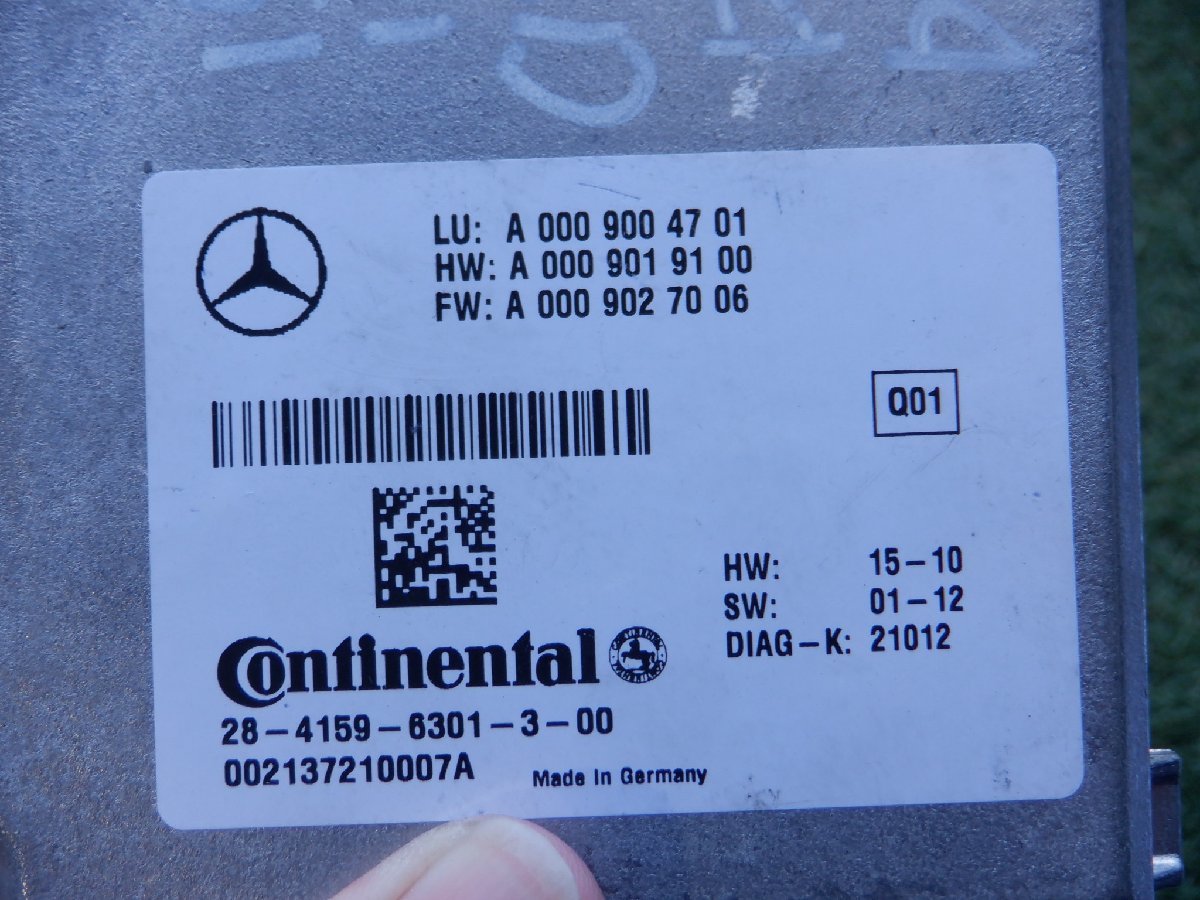 LU: A 000 900 47 01
HW: A 000 901 91 00
FW: A 000 902 70 06
Q01
HW: 15-10
SW: 01-12
DIAG-K: 21012
Continental
28-4159-6301-3-00
002137210007A
Made In Germany